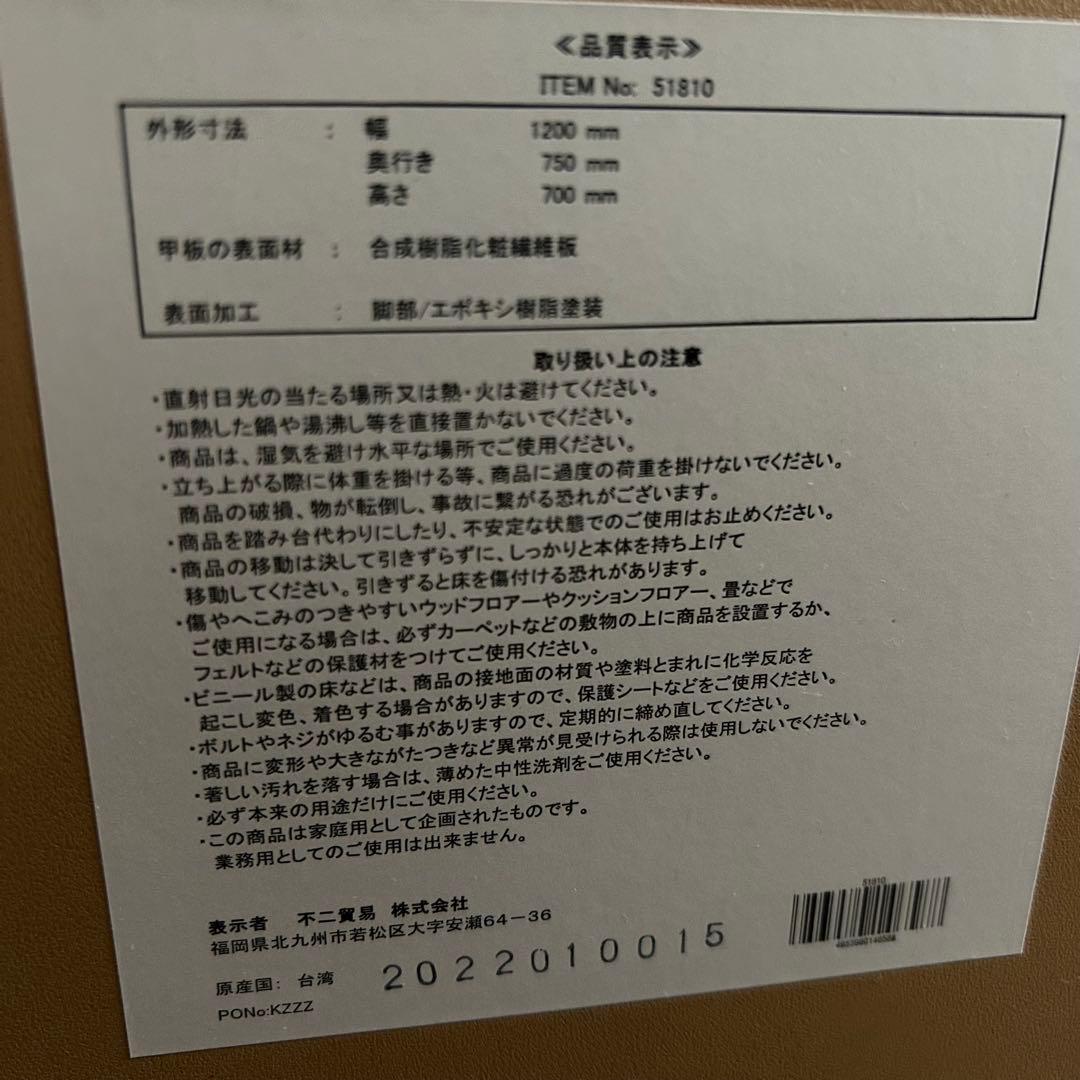 ≪品質表示≫
ITEM No: 51810
外形寸法 : 幅 1200 mm
奥行き 750 mm
高さ 700 mm
甲板の表面材 : 合成樹脂化粧繊維板
表面加工 : 脚部/エポキシ樹脂塗装
取り扱い上の注意
・直射日光の当たる場所又は熱・火は避けてください。
・加熱した鍋や湯沸し等を直接置かないでください。
・商品は、湿気を避け水平な場所でご使用ください。
・立ち上がる際に体重を掛ける等、商品に過度の荷重を掛けないでください。
商品の破損、物が転倒し、事故に繋がる恐れがございます。
・商品を踏み台代わりにしたり、不安定な状態でのご使用はお止めください。
・商品の移動は決して引きずらずに、しっかりと本体を持ち上げて
移動してください。引きずると床を傷付ける恐れがあります。
・傷やへこみのつきやすいウッドフロアーやクッションフロアー、畳などで
ご使用になる場合は、必ずカーペットなどの敷物の上に商品を設置するか、
フェルトなどの保護材をつけてご使用ください。
・ビニール製の床などは、商品の接地面の材質や塗料とまれに化学反応を
起こし変色、着色する場合がありますので、保護シートなどをご使用ください。
・ボルトやネジがゆるむ事がありますので、定期的に締め直してください。
・商品に変形や大きながたつきなど異常が見受けられる際は使用しないでください。
・著しい汚れを落す場合は、薄めた中性洗剤をご使用ください。
・必ず本来の用途だけにご使用ください。
・この商品は家庭用として企画されたものです。
業務用としてのご使用は出来ません。
表示者 不二貿易 株式会社
福岡県北九州市若松区大字安瀬64－36
原産国: 台湾 2022010015
PONo:KZZZ
51810